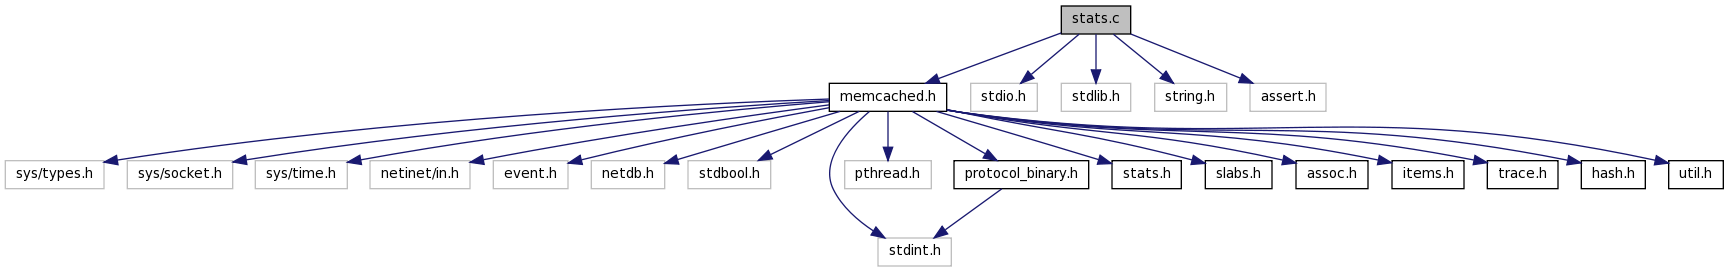 stats.c
memcached.h
stdio.h
stdlib.h
string.h
assert.h
sys/types.h
sys/socket.h
sys/time.h
netinet/in.h
event.h
netdb.h
stdbool.h
pthread.h
protocol_binary.h
stats.h
slabs.h
assoc.h
items.h
trace.h
hash.h
util.h
stdint.h